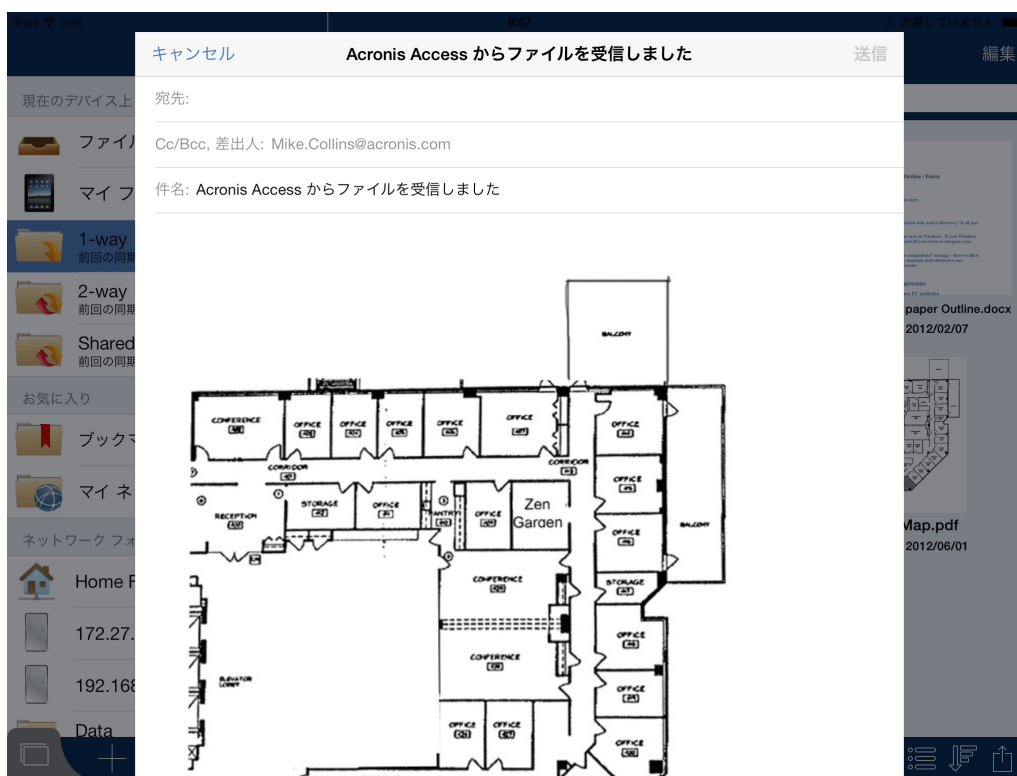 iPad
9:57
充電していません
キャンセル
Acronis Access からファイルを受信しました
送信
編集
宛先:
Cc/Bcc, 差出人: Mike.Collins@acronis.com
件名: Acronis Access からファイルを受信しました
現在のデバイス上
ファイル
マイ フ
1-way
前回の同期
2-way
前回の同期
Shared
前回の同期
お気に入り
ブックマ
マイ ネ
ネットワーク フォ
Home F
172.27.
192.168
Data
paper Outline.docx
2012/02/07
Map.pdf
2012/06/01
BALCONY
CONFERENCE
OFFICE
OFFICE
OFFICE
OFFICE
OFFICE
OFFICE
CORRIDOR
CORRIDOR
OFFICE
RECEPTION
STORAGE
OFFICE
PANTRY
OFFICE
Zen
Garden
BALCONY
OFFICE
CONFERENCE
STORAGE
OFFICE
CONFERENCE
ELEVATOR
LOBBY
OFFICE
OFFICE
OFFICE
OFFICE